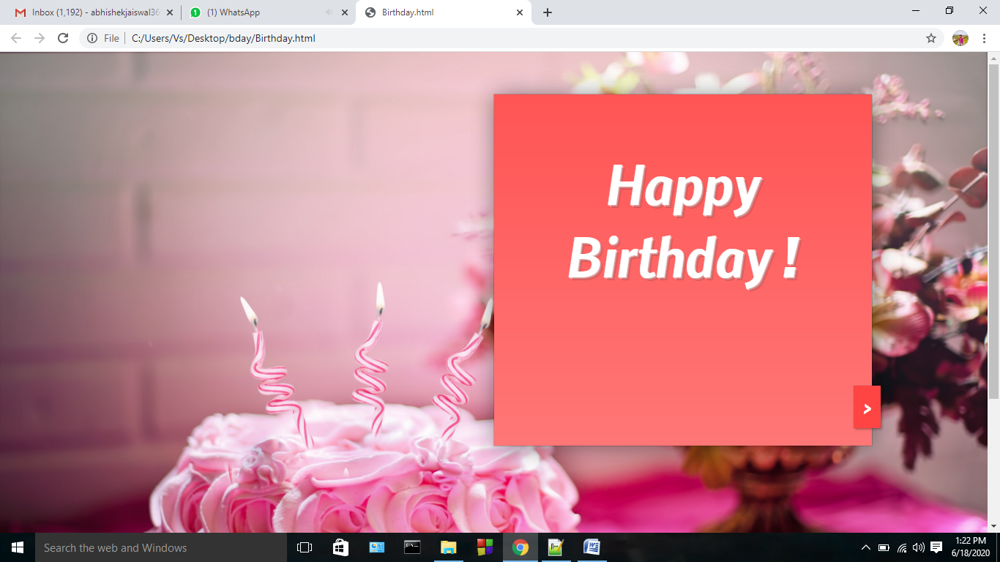 Inbox (1,192) - abhishekjaiswal36
(1) WhatsApp
Birthday.html
File
C:/Users/Vs/Desktop/bday/Birthday.html
Happy
Birthday !
>
Search the web and Windows
1:22 PM
6/18/2020